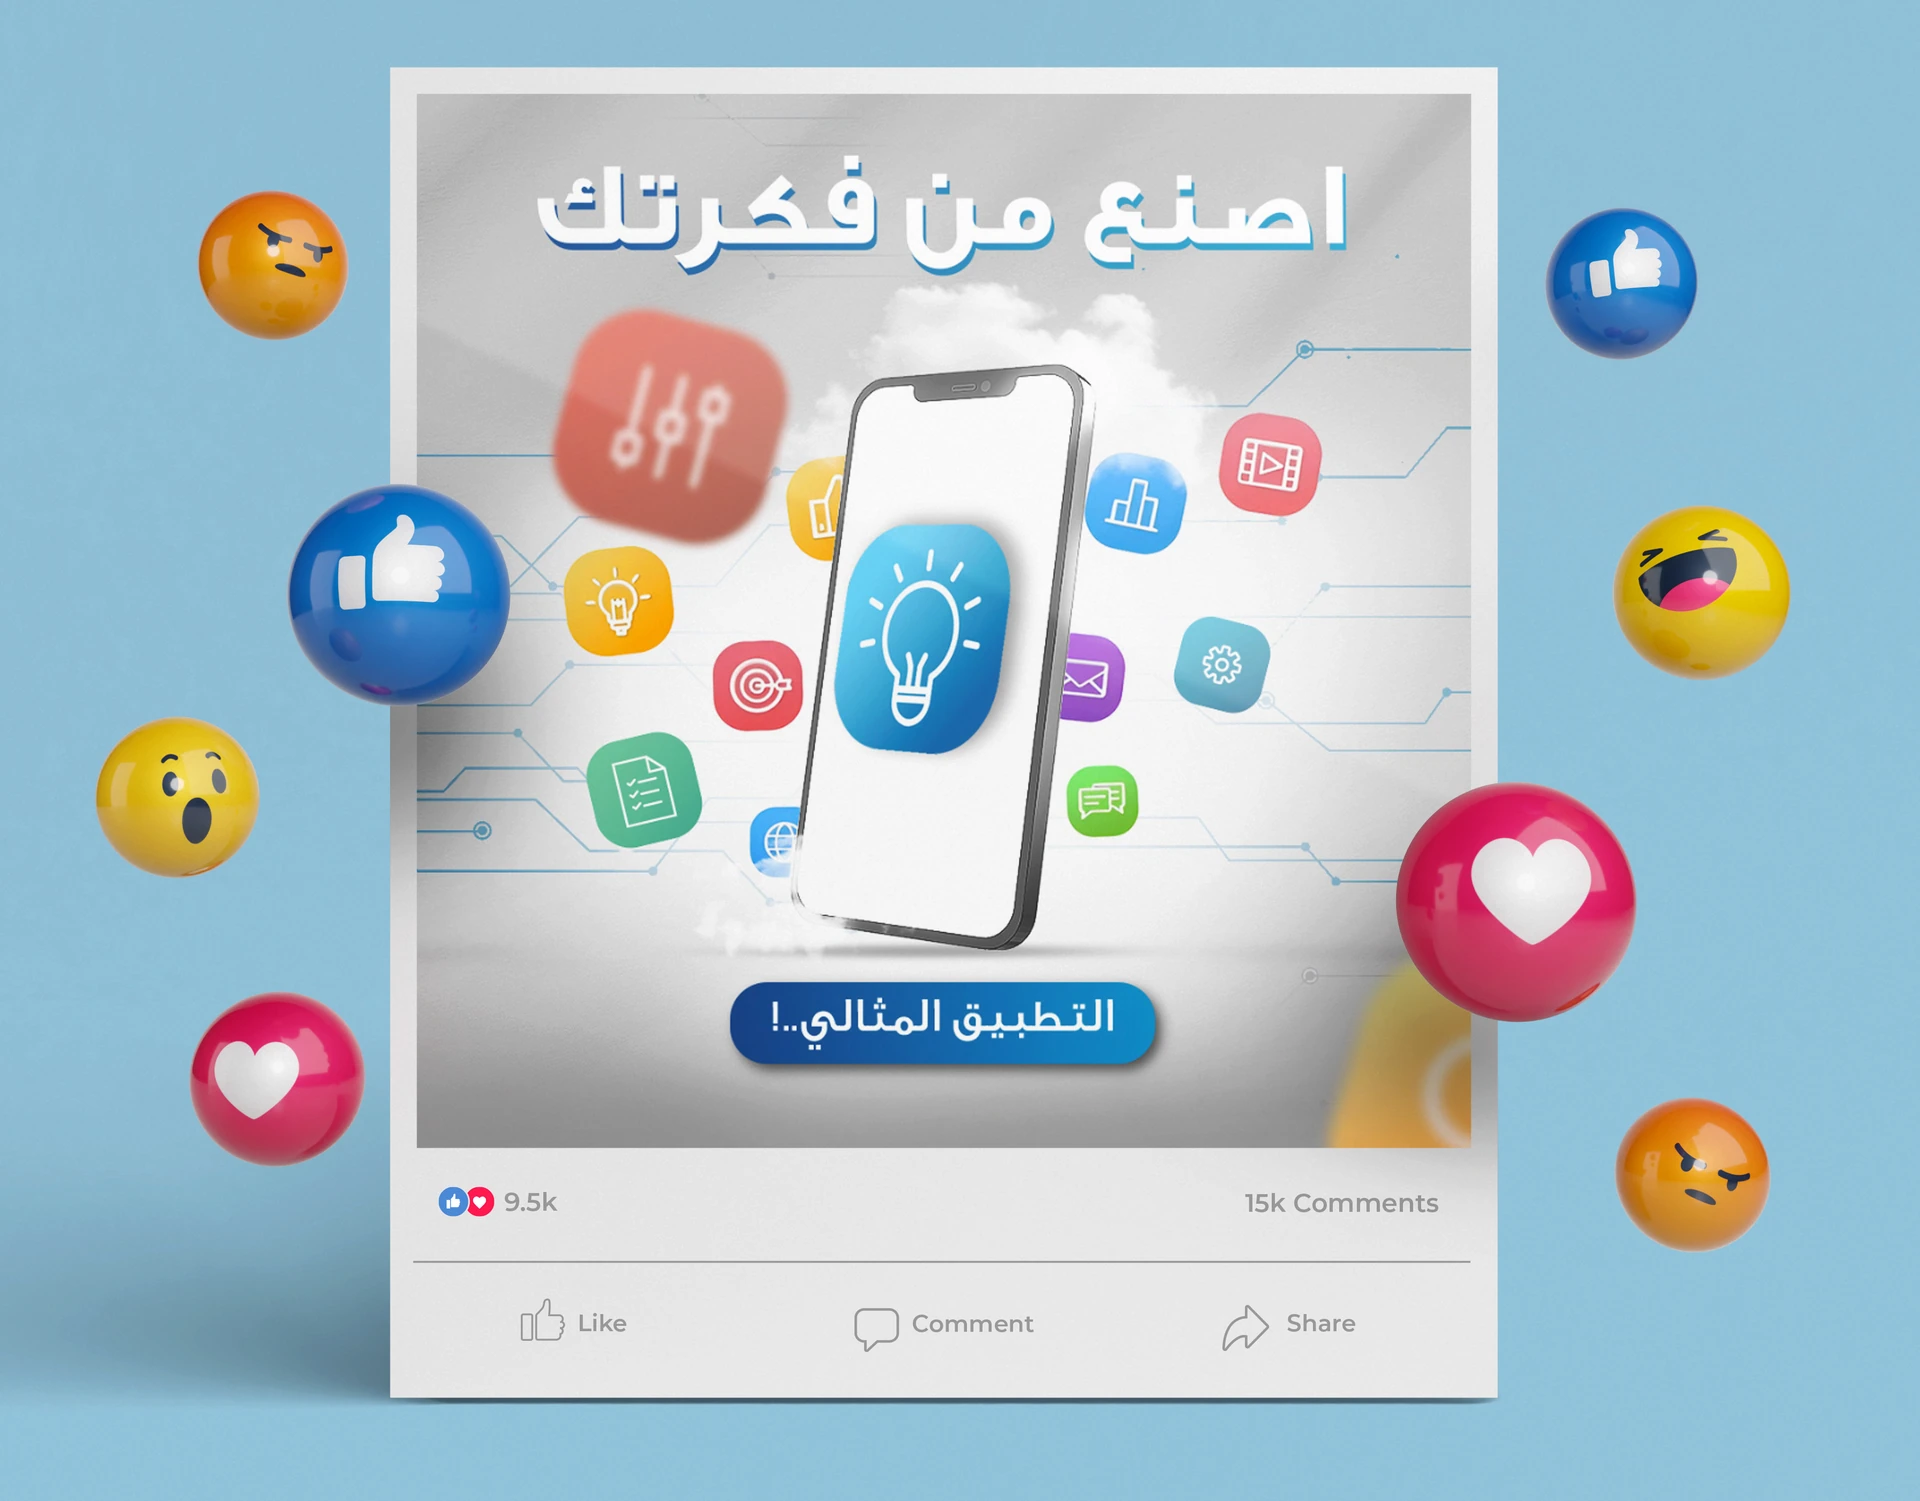 اصنع من فكرتك
التطبيق المثالي..!
9.5k
15k Comments
Like
Comment
Share